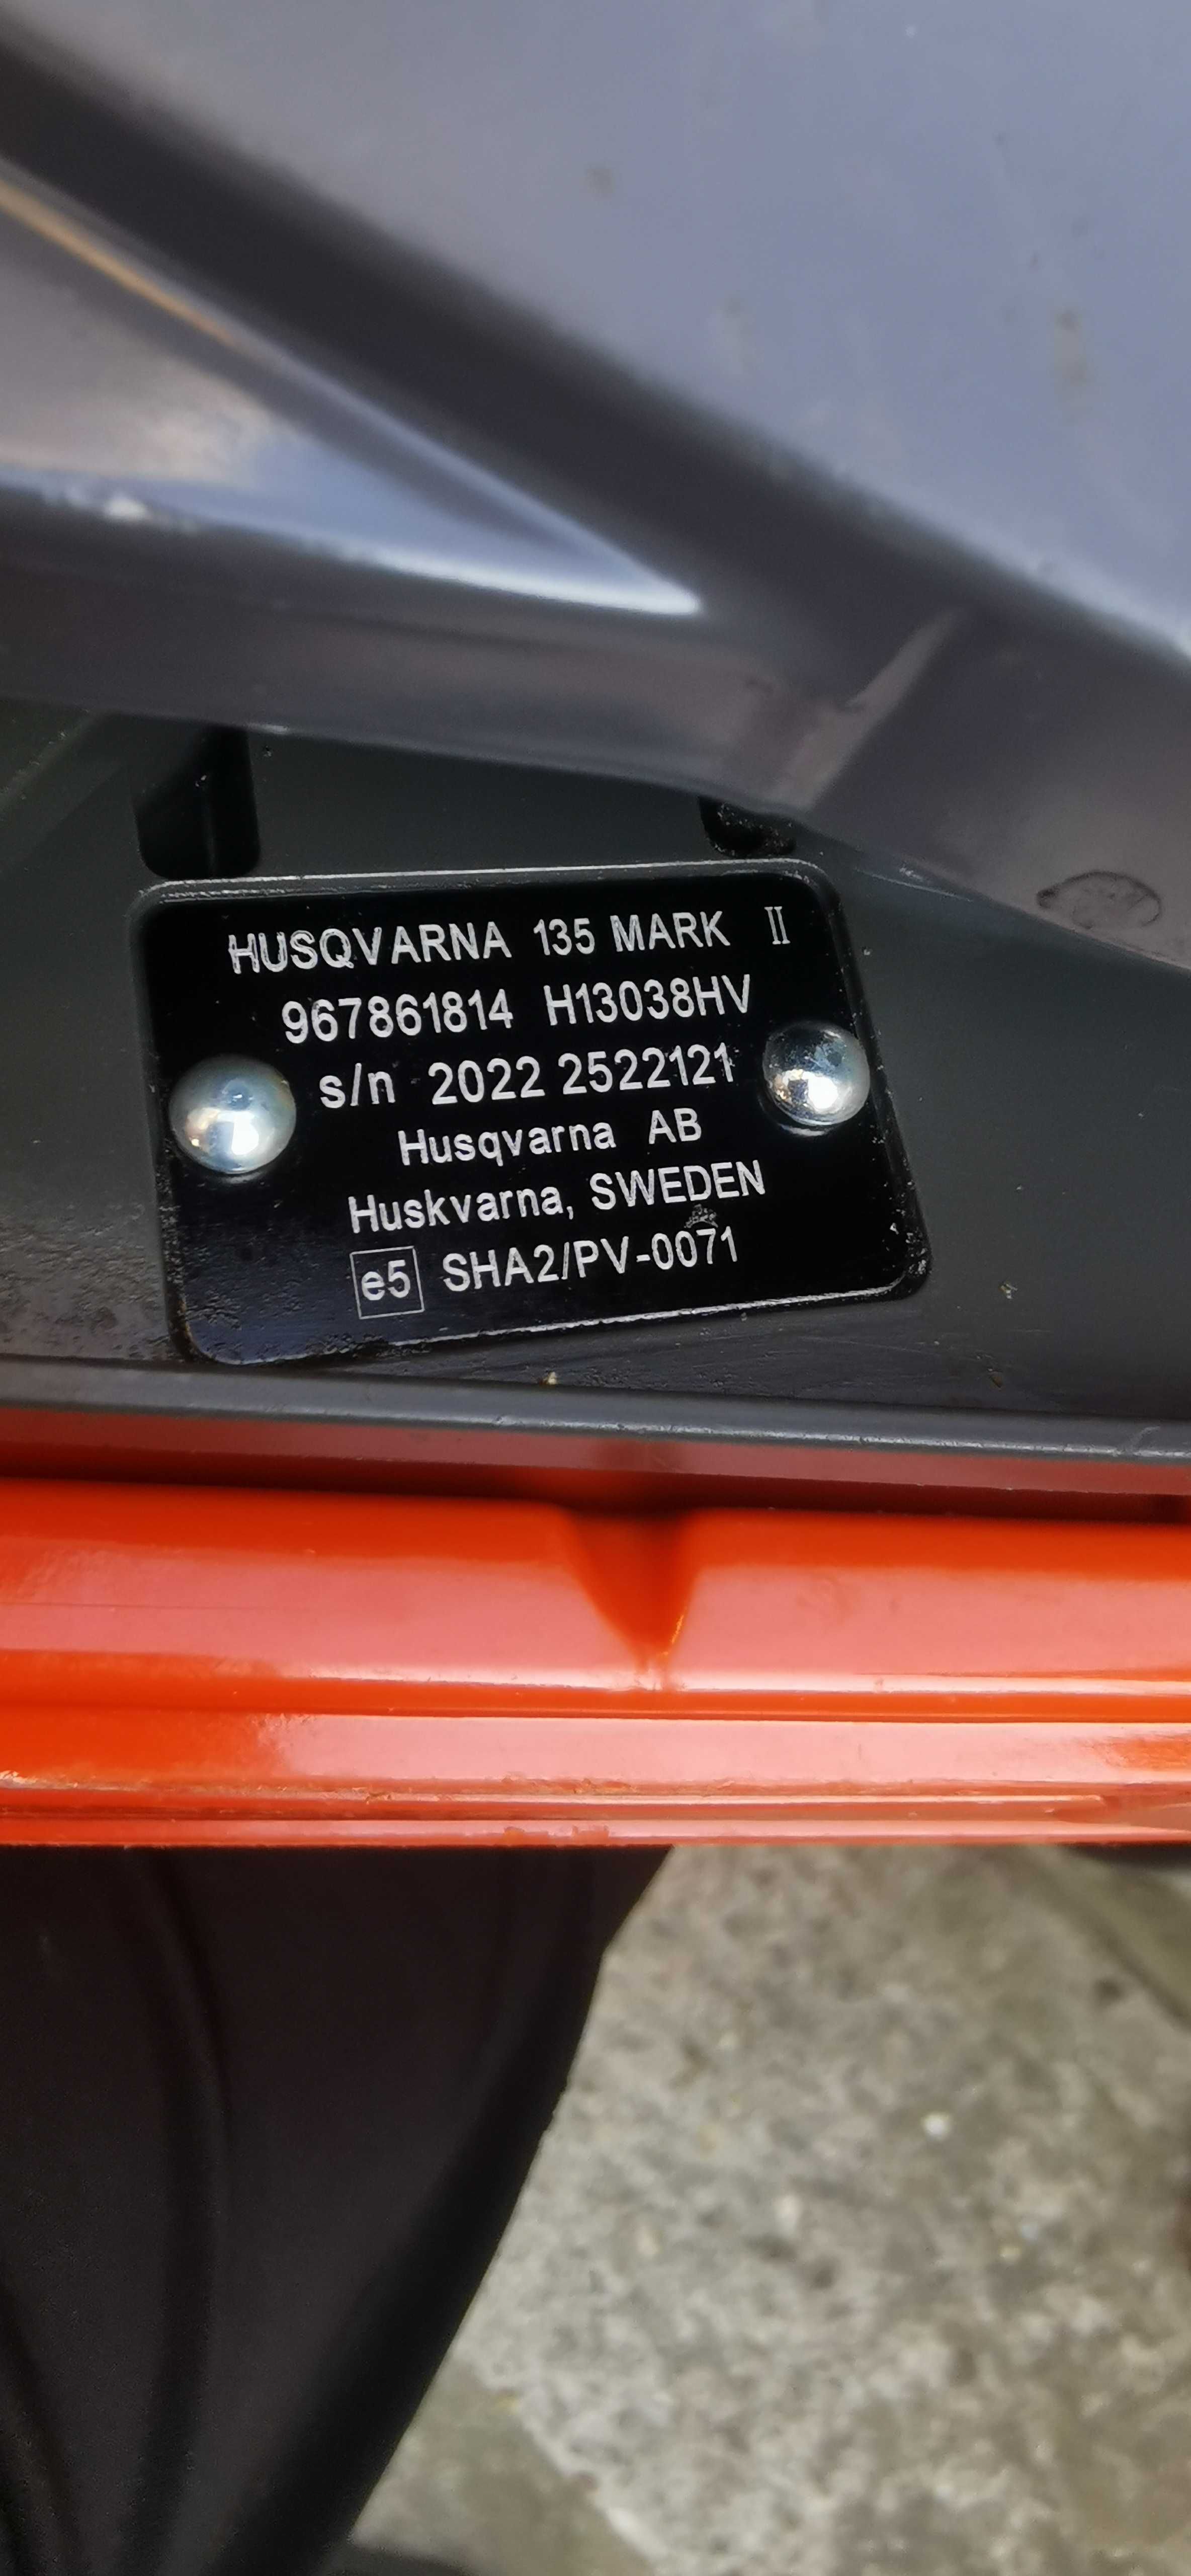 HUSQVARNA 135 MARK II
967861814 H13038HV
s/n 2022 2522121
Husqvarna AB
Huskvarna, SWEDEN
e5 SHA2/PV-0071